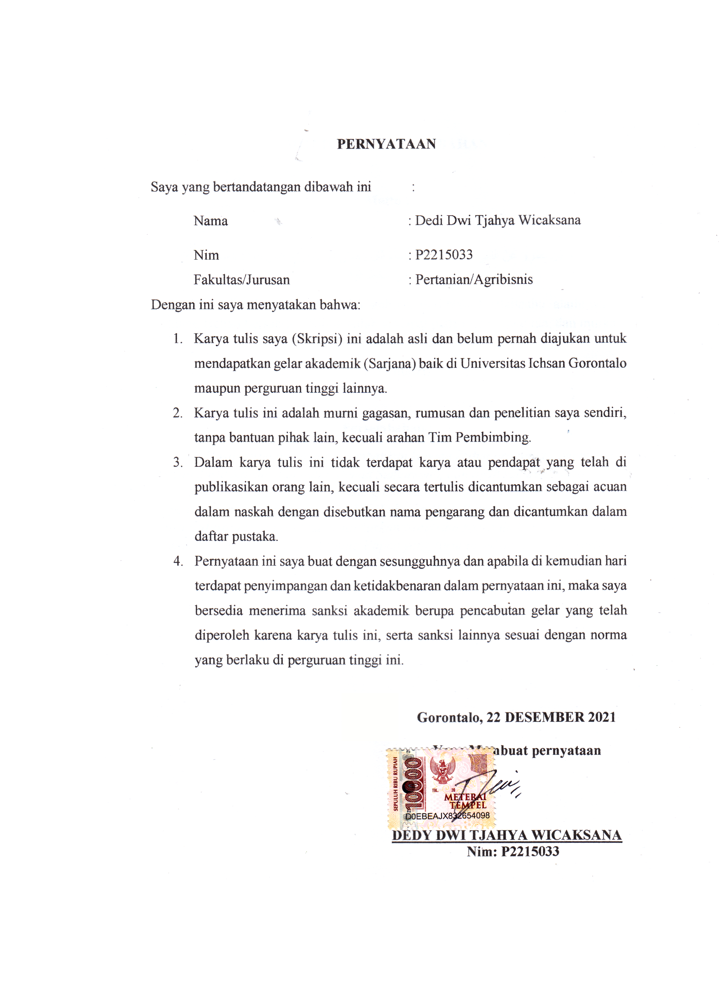 PERNYATAAN
Saya yang bertandatangan dibawah ini :
Nama : Dedi Dwi Tjahya Wicaksana
Nim : P2215033
Fakultas/Jurusan : Pertanian/Agribisnis
Dengan ini saya menyatakan bahwa:
1. Karya tulis saya (Skripsi) ini adalah asli dan belum pernah diajukan untuk
mendapatkan gelar akademik (Sarjana) baik di Universitas Ichsan Gorontalo
maupun perguruan tinggi lainnya.
2. Karya tulis ini adalah murni gagasan, rumusan dan penelitian saya sendiri,
tanpa bantuan pihak lain, kecuali arahan Tim Pembimbing.
3. Dalam karya tulis ini tidak terdapat karya atau pendapat yang telah di
publikasikan orang lain, kecuali secara tertulis dicantumkan sebagai acuan
dalam naskah dengan disebutkan nama pengarang dan dicantumkan dalam
daftar pustaka.
4. Pernyataan ini saya buat dengan sesungguhnya dan apabila di kemudian hari
terdapat penyimpangan dan ketidakbenaran dalam pernyataan ini, maka saya
bersedia menerima sanksi akademik berupa pencabutan gelar yang telah
diperoleh karena karya tulis ini, serta sanksi lainnya sesuai dengan norma
yang berlaku di perguruan tinggi ini.
Gorontalo, 22 DESEMBER 2021
pernyataan
SEPULUH RIBU RUPIAH
10000
TGL. 20
METERAI
TEMPEL
D0EBEAJX832654098
DEDY DWI TJAHYA WICAKSANA
Nim: P2215033